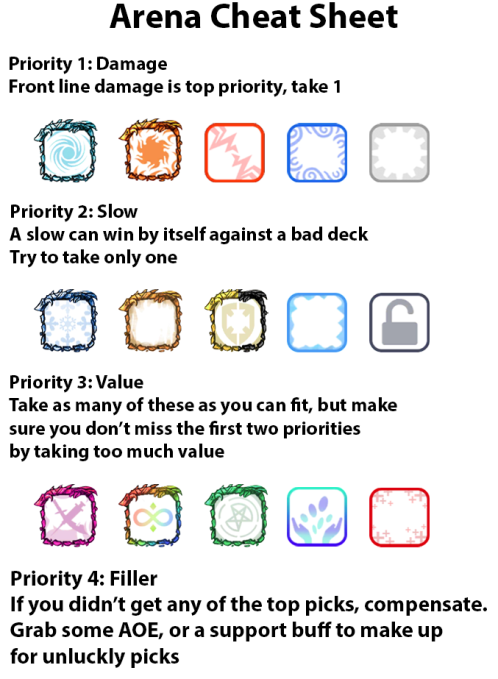 Arena Cheat Sheet
Priority 1: Damage
Front line damage is top priority, take 1
Priority 2: Slow
A slow can win by itself against a bad deck
Try to take only one
Priority 3: Value
Take as many of these as you can fit, but make
sure you don't miss the first two priorities
by taking too much value
Priority 4: Filler
If you didn't get any of the top picks, compensate.
Grab some AOE, or a support buff to make up
for unluckly picks